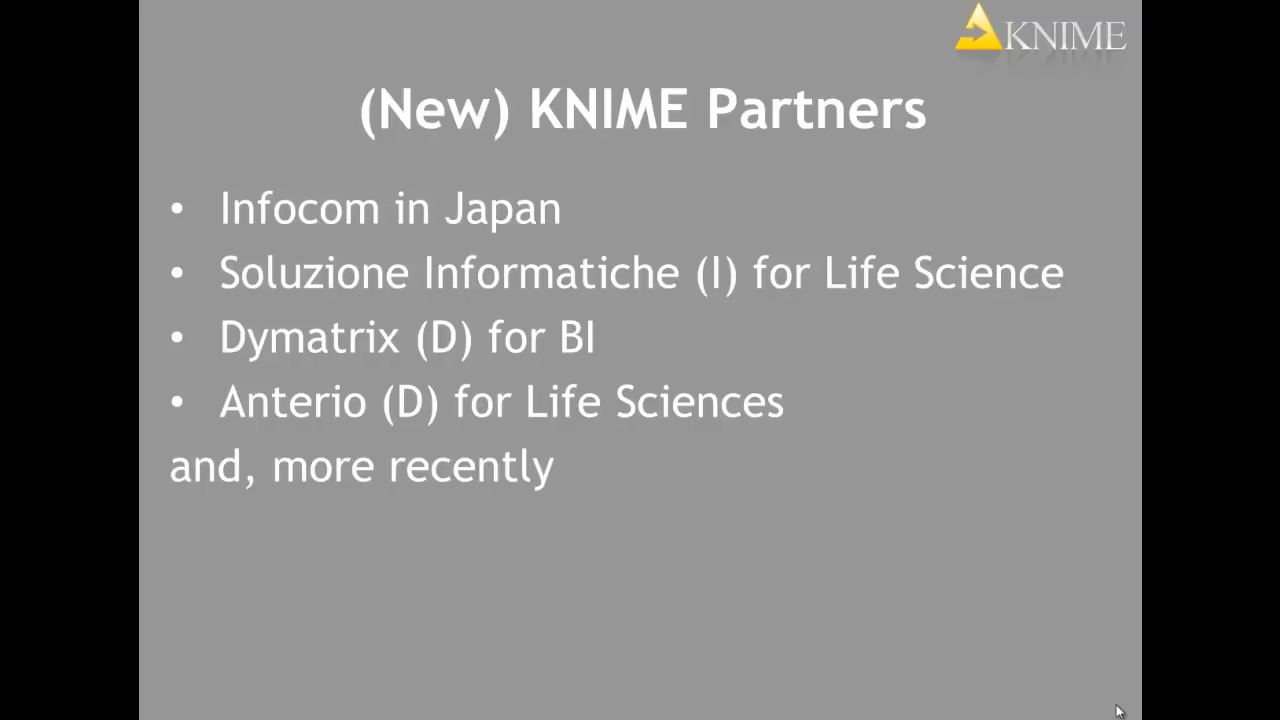 KNIME
(New) KNIME Partners
• Infocom in Japan
• Soluzione Informatiche (I) for Life Science
• Dymatrix (D) for BI
• Anterio (D) for Life Sciences
and, more recently